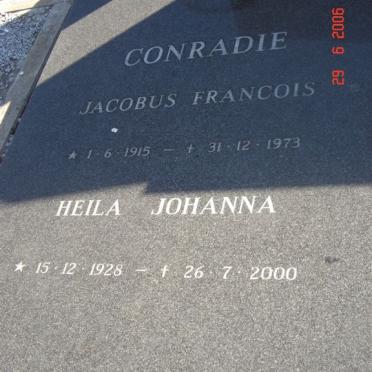 CONRADIE
JACOBUS FRANCOIS
* 1·6·1915 – † 31·12·1973
HEILA JOHANNA
* 15·12·1928 – † 26·7·2000
29 6 2006